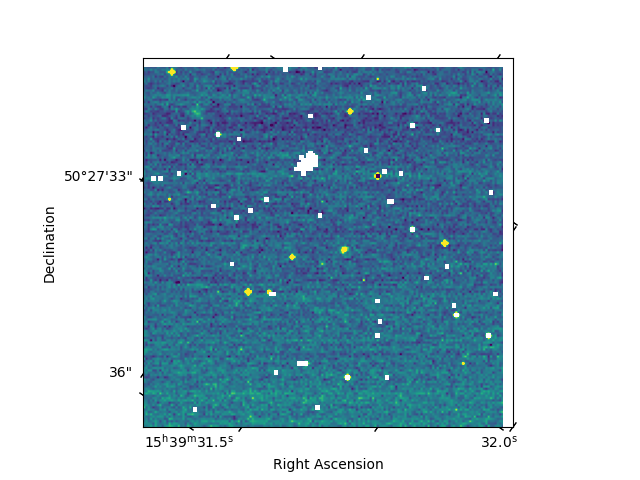 50°27'33"
Declination
36"
15ʰ39ᵐ31.5ˢ
32.0ˢ
Right Ascension